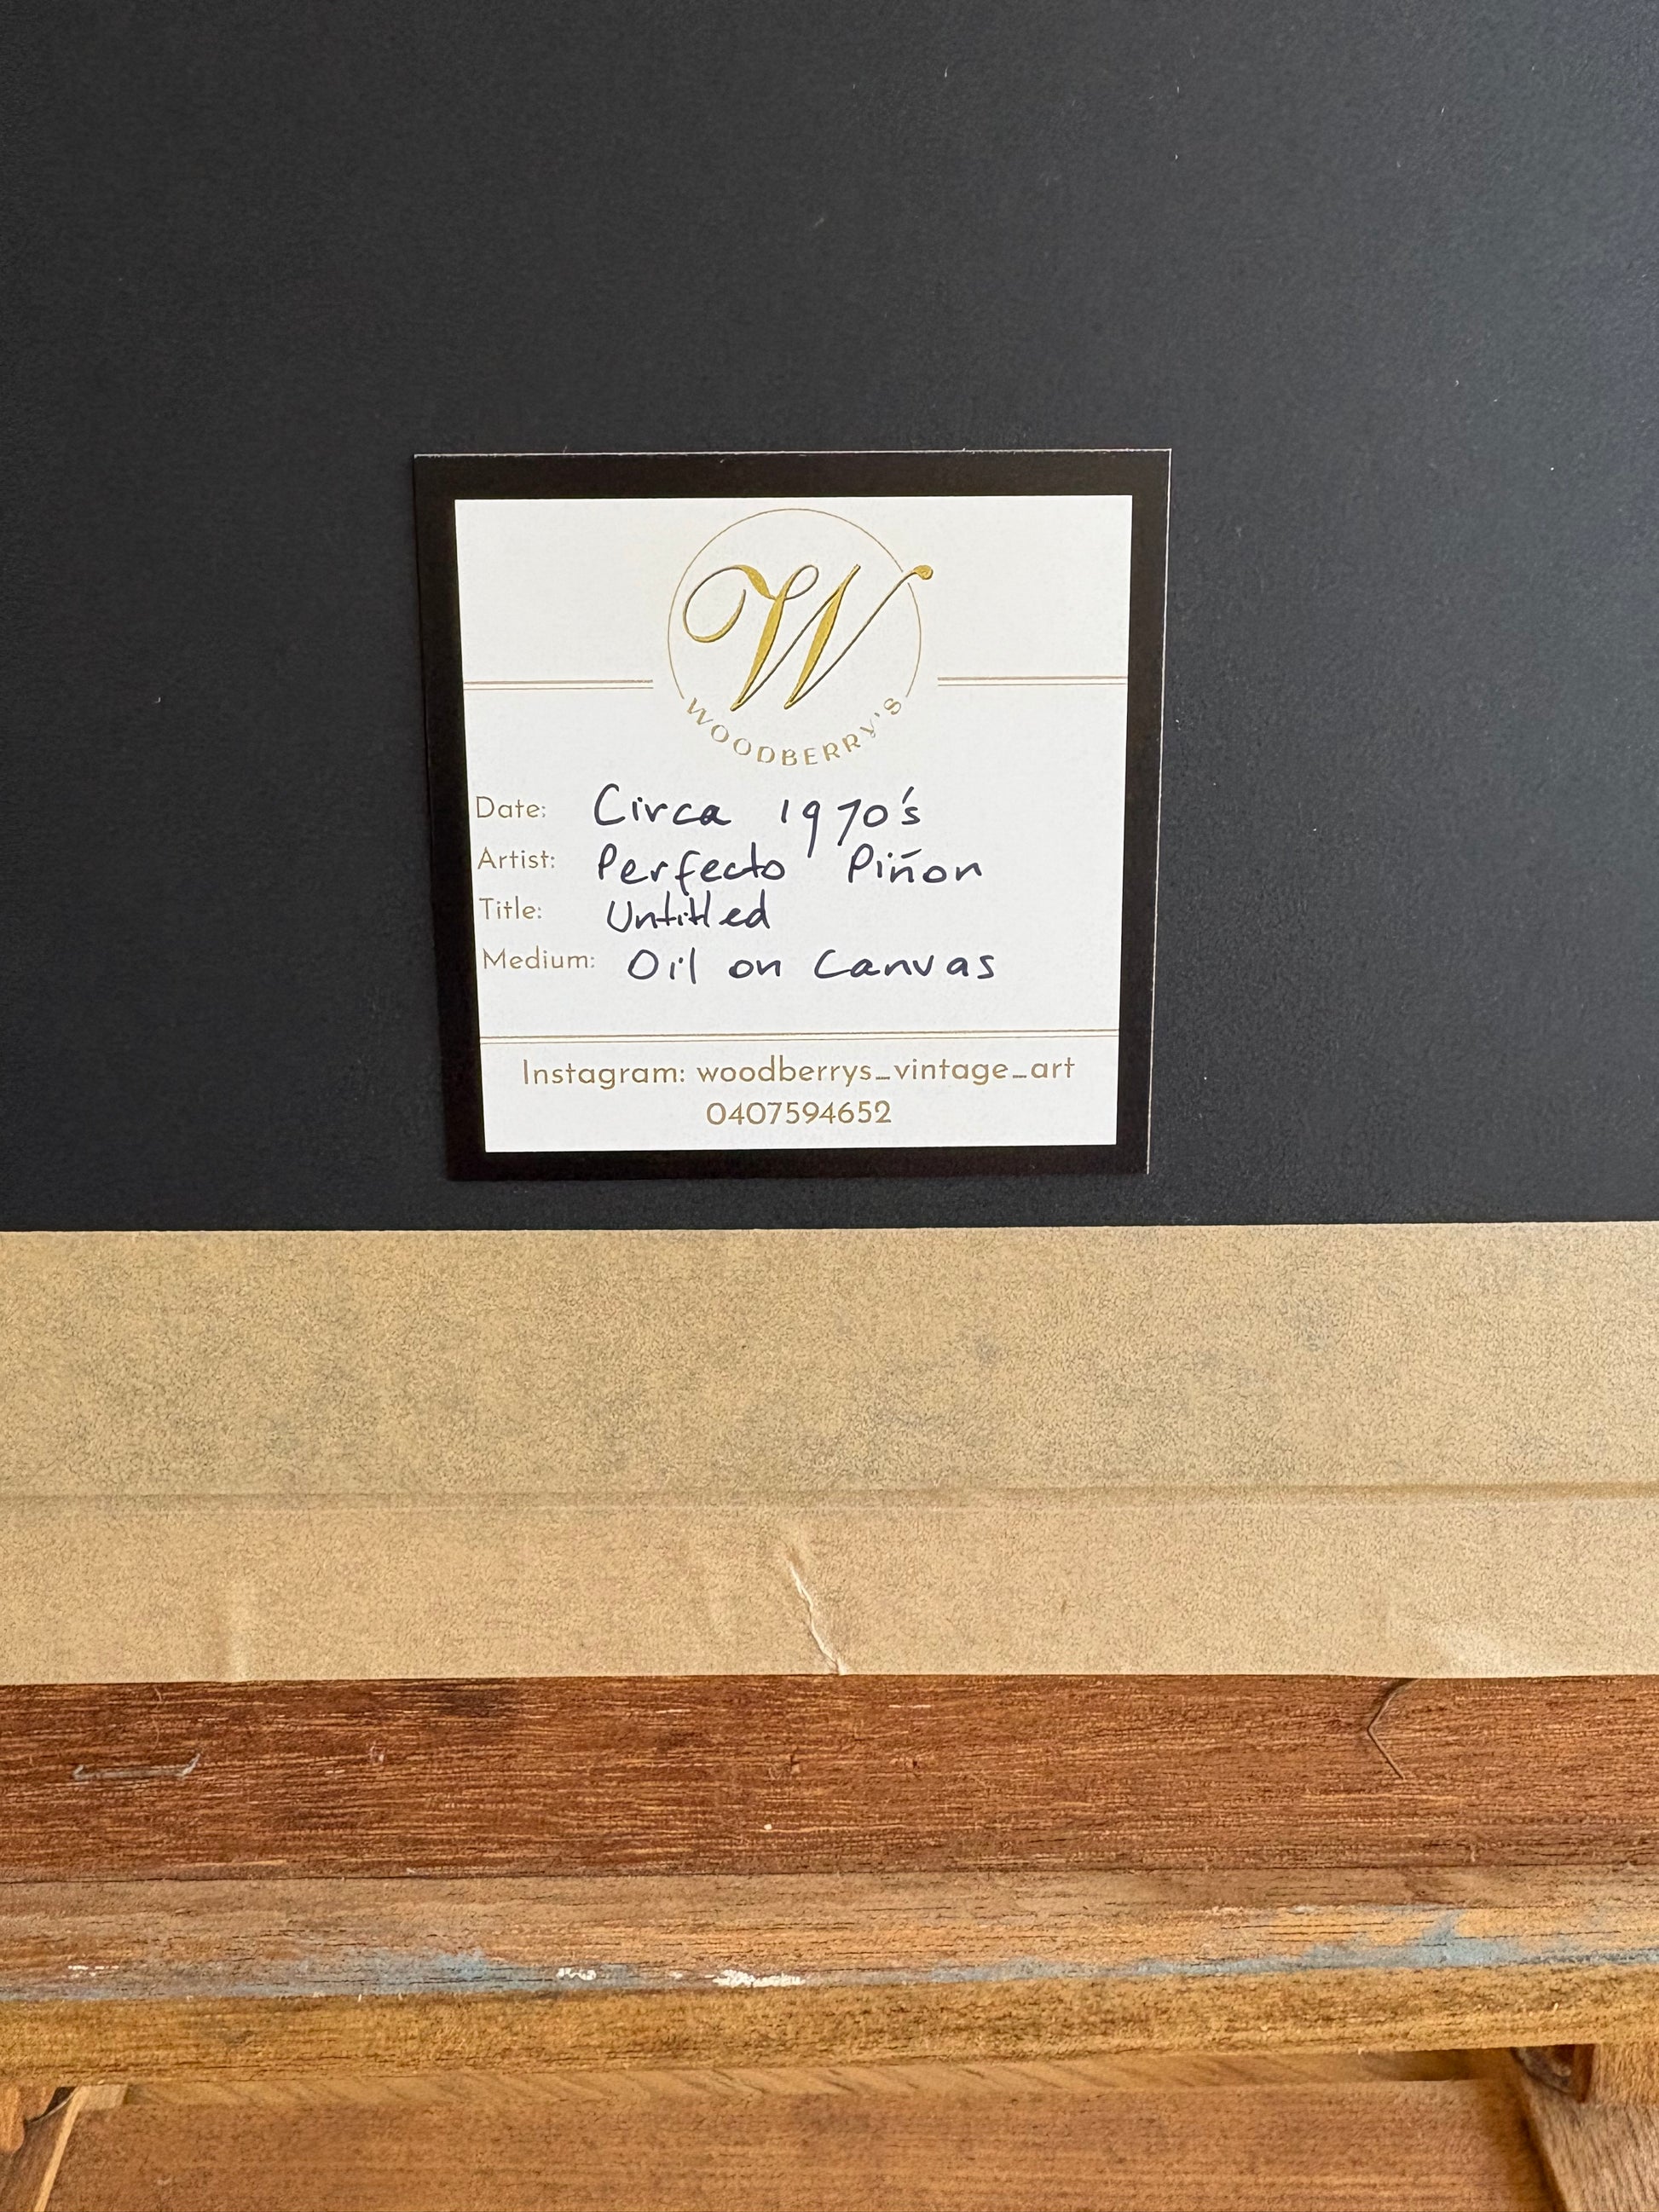 W
WOODBERRY'S
Date: Circa 1970's
Artist: Perfecto Piñon
Title: Untitled
Medium: Oil on Canvas
Instagram: woodberrys_vintage_art
0407594652